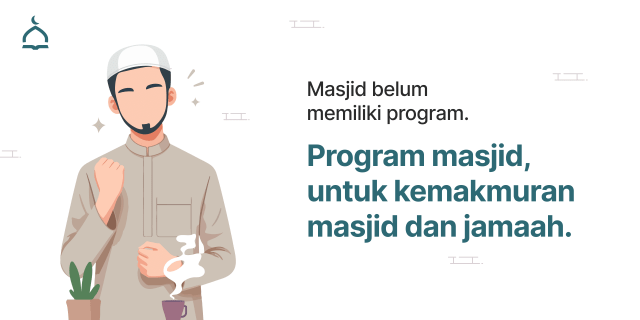 Masjid belum
memiliki program.
Program masjid,
untuk kemakmuran
masjid dan jamaah.